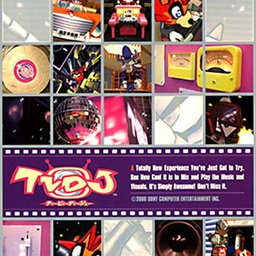 TVDJ
ティービーディージェー
A Totally New Experience You've Just Got to Try.
See How Cool it is to Mix and Play the Music and
Visuals. It's Simply Awesome! Don't Miss it.
©2000 SONY COMPUTER ENTERTAINMENT INC.